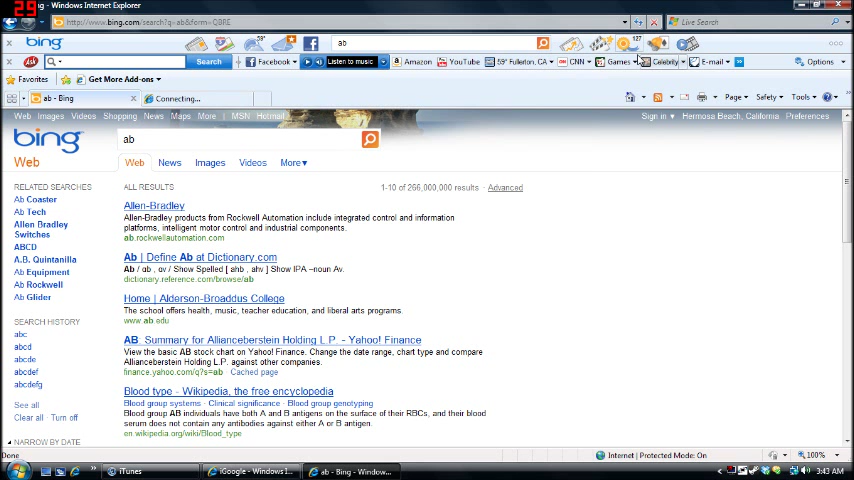 29
ng - Windows Internet Explorer
http://www.bing.com/search?q=ab&form=QBRE
Live Search
bing
59°
ab
127
Ask
Search
Facebook
Listen to music
Amazon
YouTube
59° Fullerton, CA
CNN
Games
Celebrity
E-mail
Options
Favorites
Get More Add-ons
ab - Bing
Connecting...
Page
Safety
Tools
Web Images Videos Shopping News Maps More | MSN Hotmail
Sign in
Hermosa Beach, California
Preferences
bing
ab
Web
Web News Images Videos More▾
RELATED SEARCHES
Ab Coaster
Ab Tech
Allen Bradley
Switches
ABCD
A.B. Quintanilla
Ab Equipment
Ab Rockwell
Ab Glider
SEARCH HISTORY
abc
abcd
abcde
abcdef
abcdefg
See all
Clear all · Turn off
NARROW BY DATE
ALL RESULTS
1-10 of 266,000,000 results · Advanced
Allen-Bradley
Allen-Bradley products from Rockwell Automation include integrated control and information
platforms, intelligent motor control and industrial components.
ab.rockwellautomation.com
Ab | Define Ab at Dictionary.com
Ab / ɑb , ɑv / Show Spelled [ ahb , ahv ] Show IPA –noun Av.
dictionary.reference.com/browse/ab
Home | Alderson-Broaddus College
The school offers health, music, teacher education, and liberal arts programs.
www.ab.edu
AB: Summary for Allianceberstein Holding L.P. - Yahoo! Finance
View the basic AB stock chart on Yahoo! Finance. Change the date range, chart type and compare
Allianceberstein Holding L.P. against other companies.
finance.yahoo.com/q?s=ab · Cached page
Blood type - Wikipedia, the free encyclopedia
Blood group systems · Clinical significance · Blood group genotyping
Blood group AB individuals have both A and B antigens on the surface of their RBCs, and their blood
serum does not contain any antibodies against either A or B antigen.
en.wikipedia.org/wiki/Blood_type
Done
Internet | Protected Mode: On
100%
iTunes
iGoogle - Windows I...
ab - Bing - Window...
3:43 AM